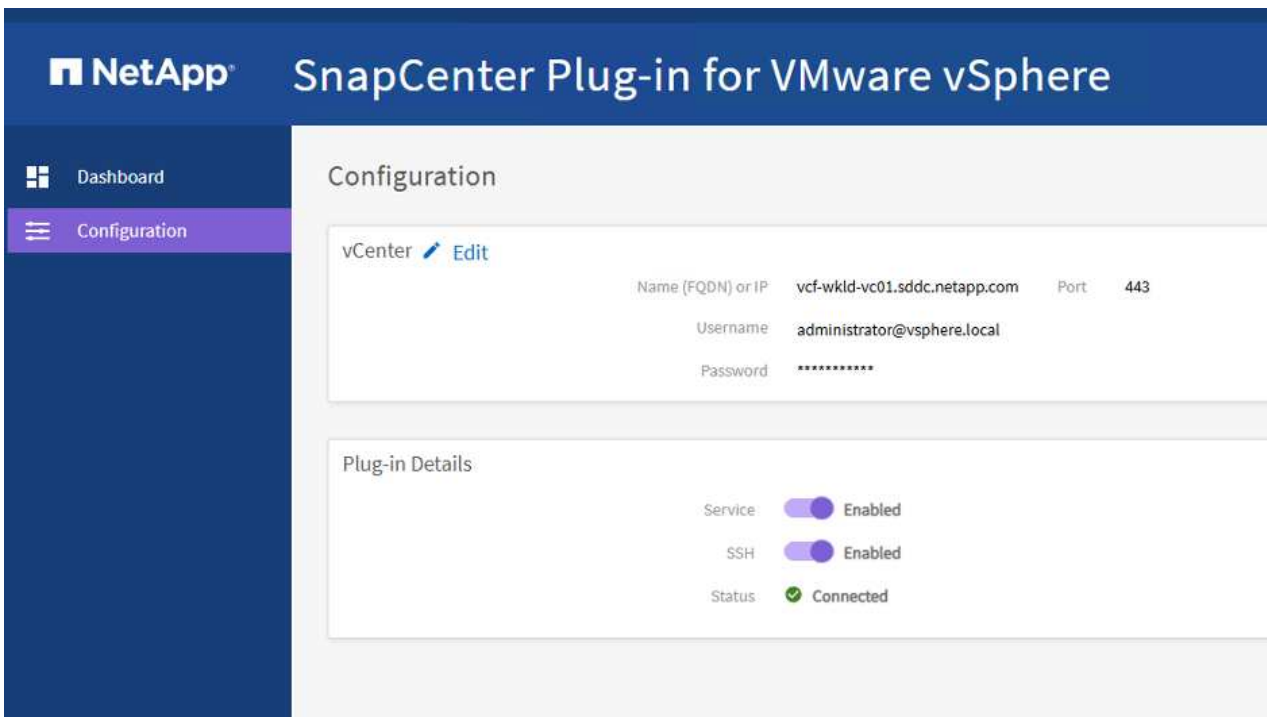 NetApp® SnapCenter Plug-in for VMware vSphere
Dashboard
Configuration
Configuration
vCenter Edit
Name (FQDN) or IP vcf-wkld-vc01.sddc.netapp.com Port 443
Username administrator@vsphere.local
Password ***********
Plug-in Details
Service Enabled
SSH Enabled
Status Connected